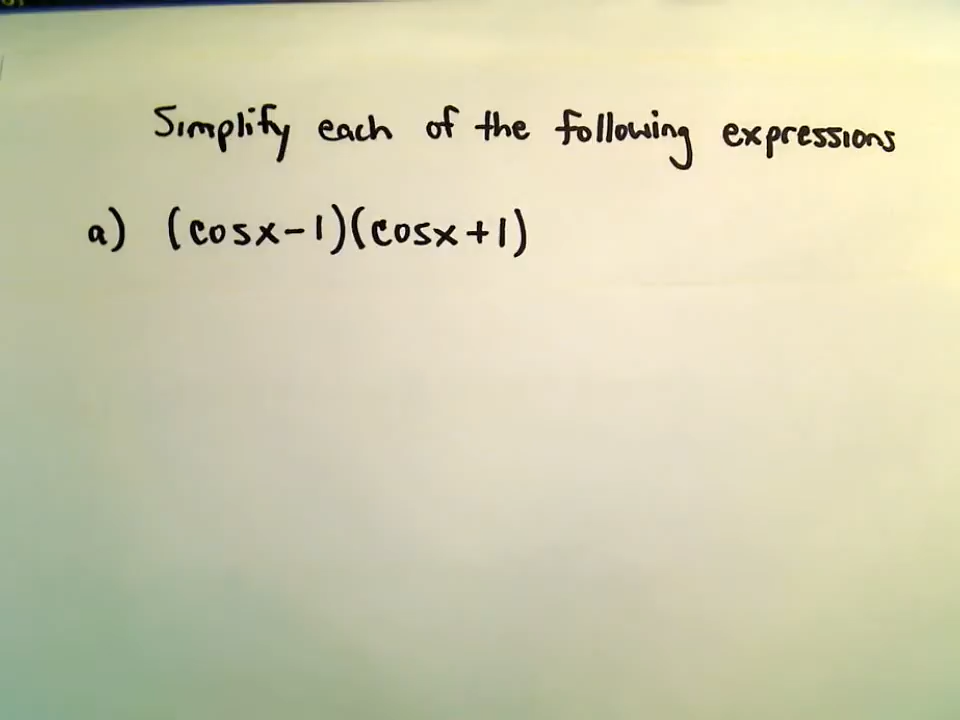 Simplify each of the following expressions
a) (cosx-1)(cosx+1)